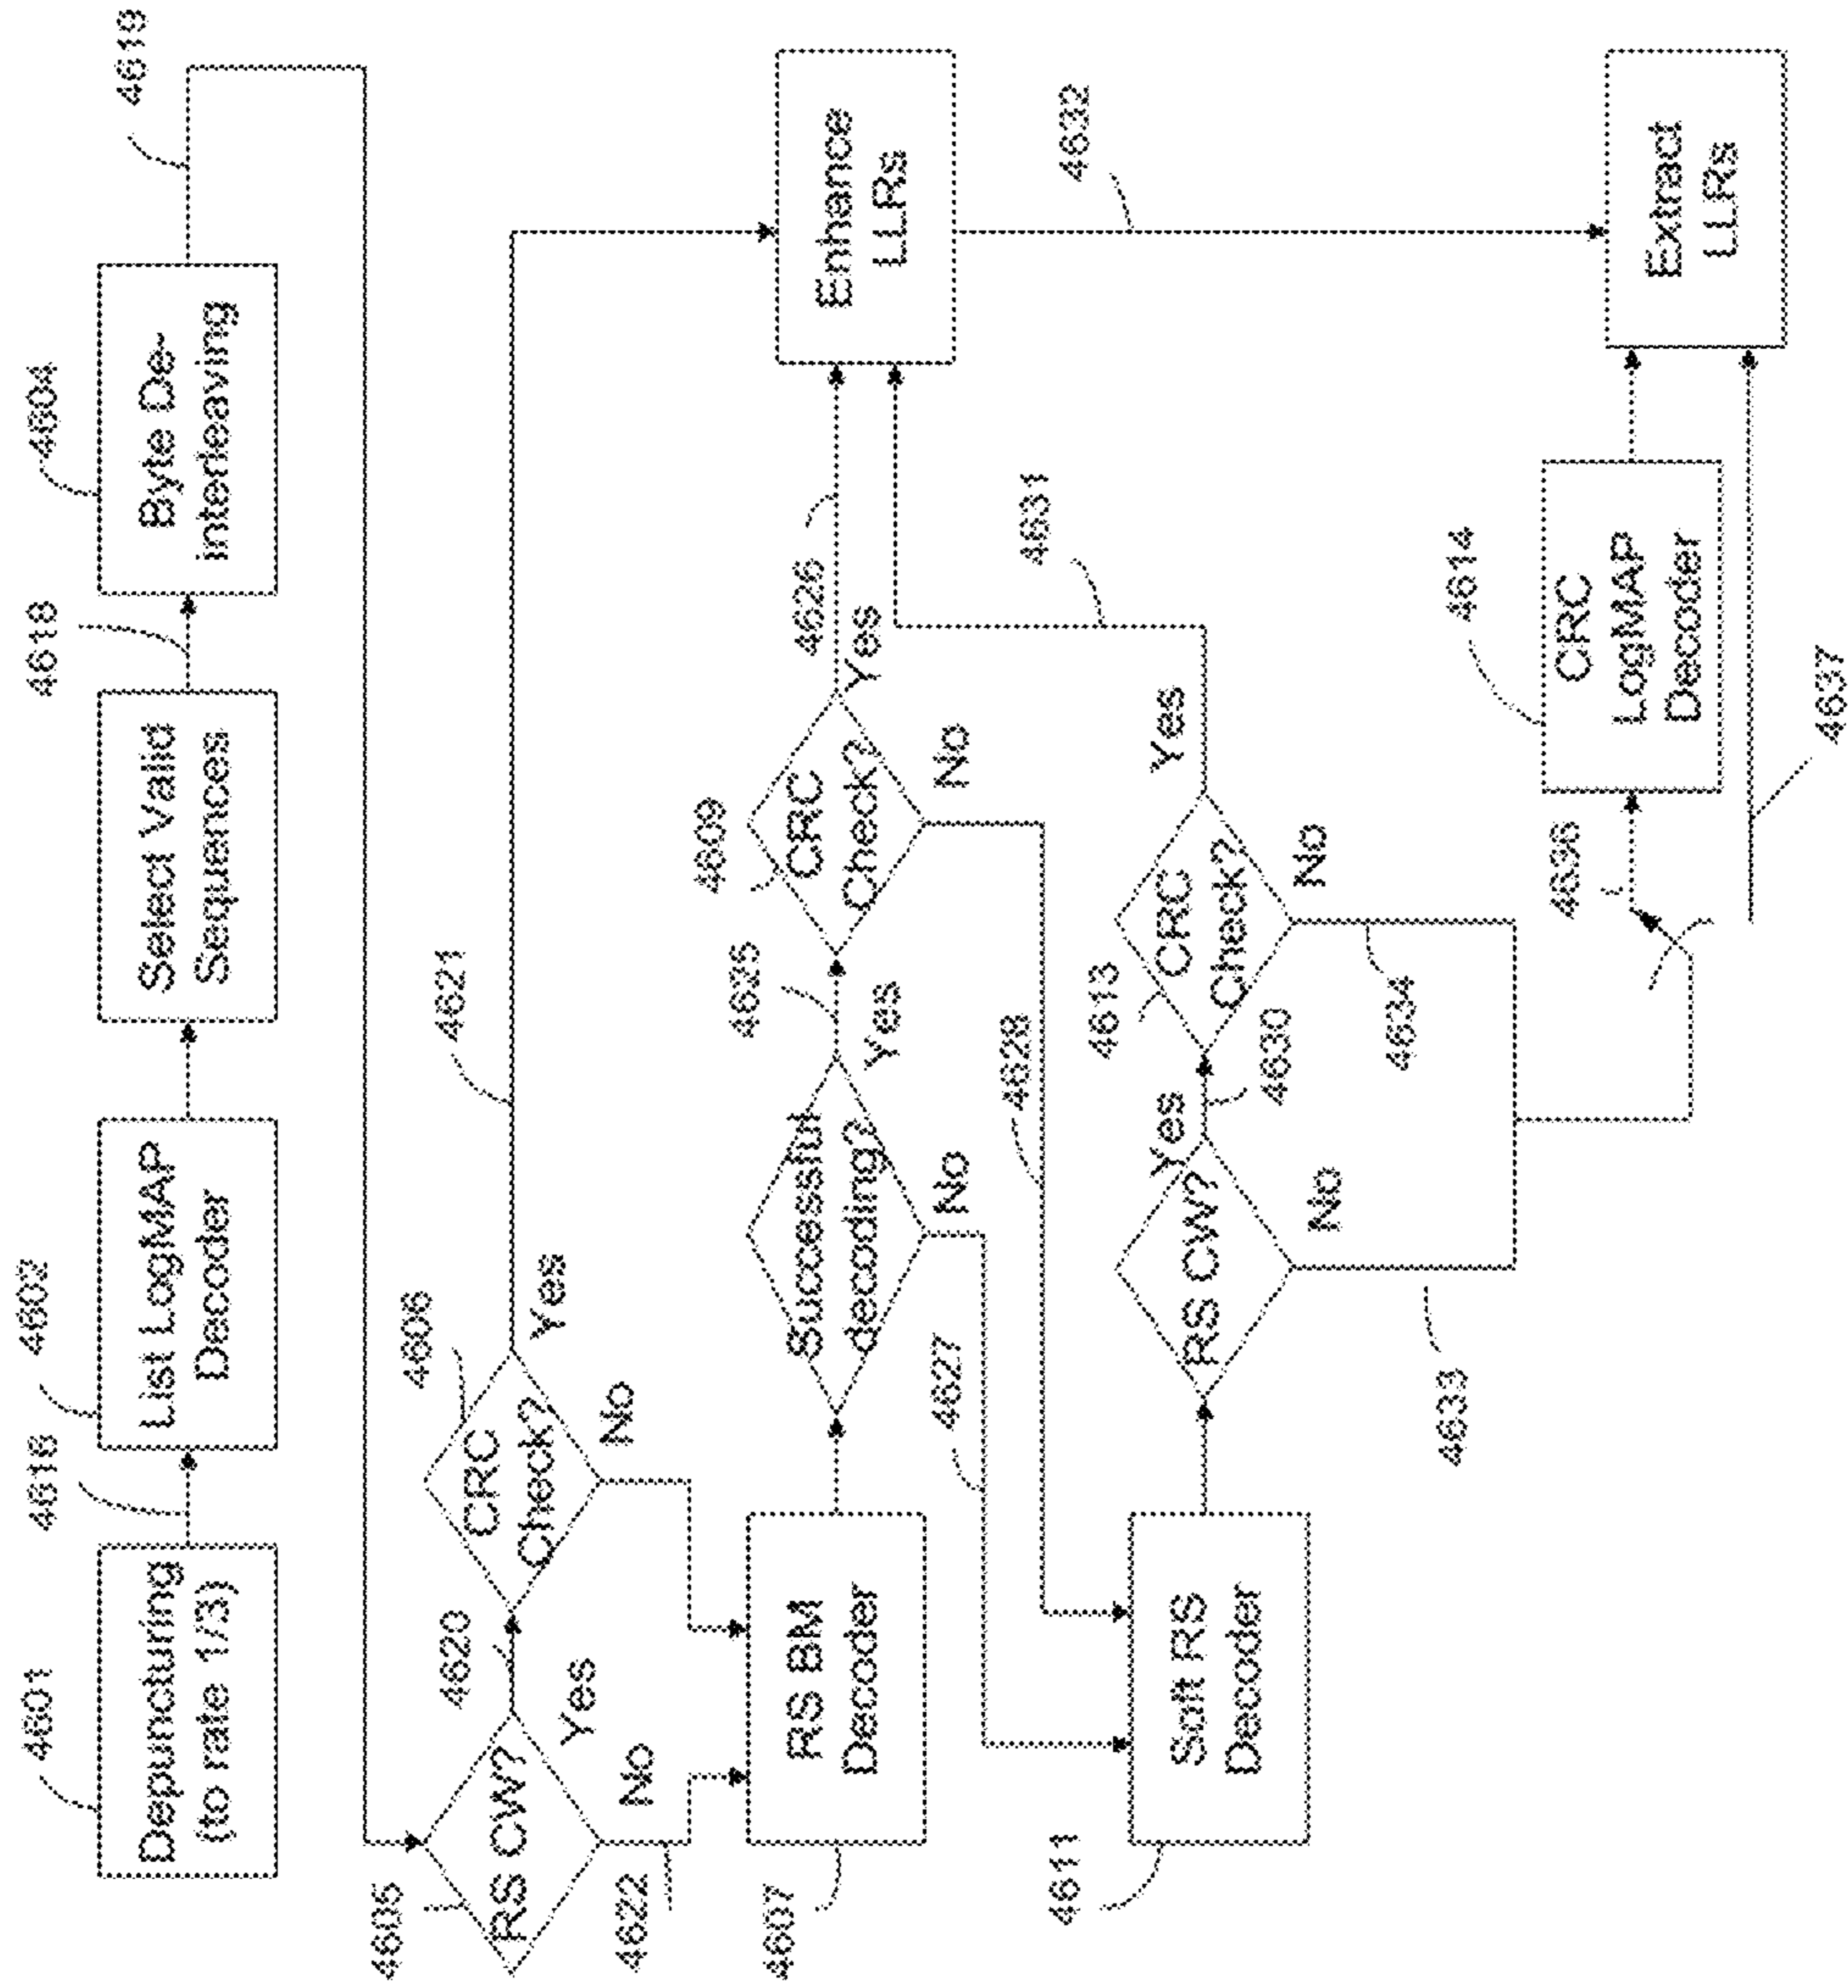 4601
Depuncturing
(to rate 1/3)
4616
4602
List LogMAP
Decoder
Select Valid
Sequences
4618
4604
Byte De-
interleaving
4619
4605
RS CW?
Yes
No
4622
4620
4606
CRC
Check?
Yes
No
4621
4607
RS BM
Decoder
Successful
decoding?
Yes
No
4625
4627
4609
CRC
Check?
Yes
No
4626
4628
Enhance
LLRs
4632
4611
Soft RS
Decoder
RS CW?
Yes
No
4630
4633
4613
CRC
Check?
Yes
No
4631
4634
4636
4614
CRC
LogMAP
Decoder
4637
Extract
LLRs